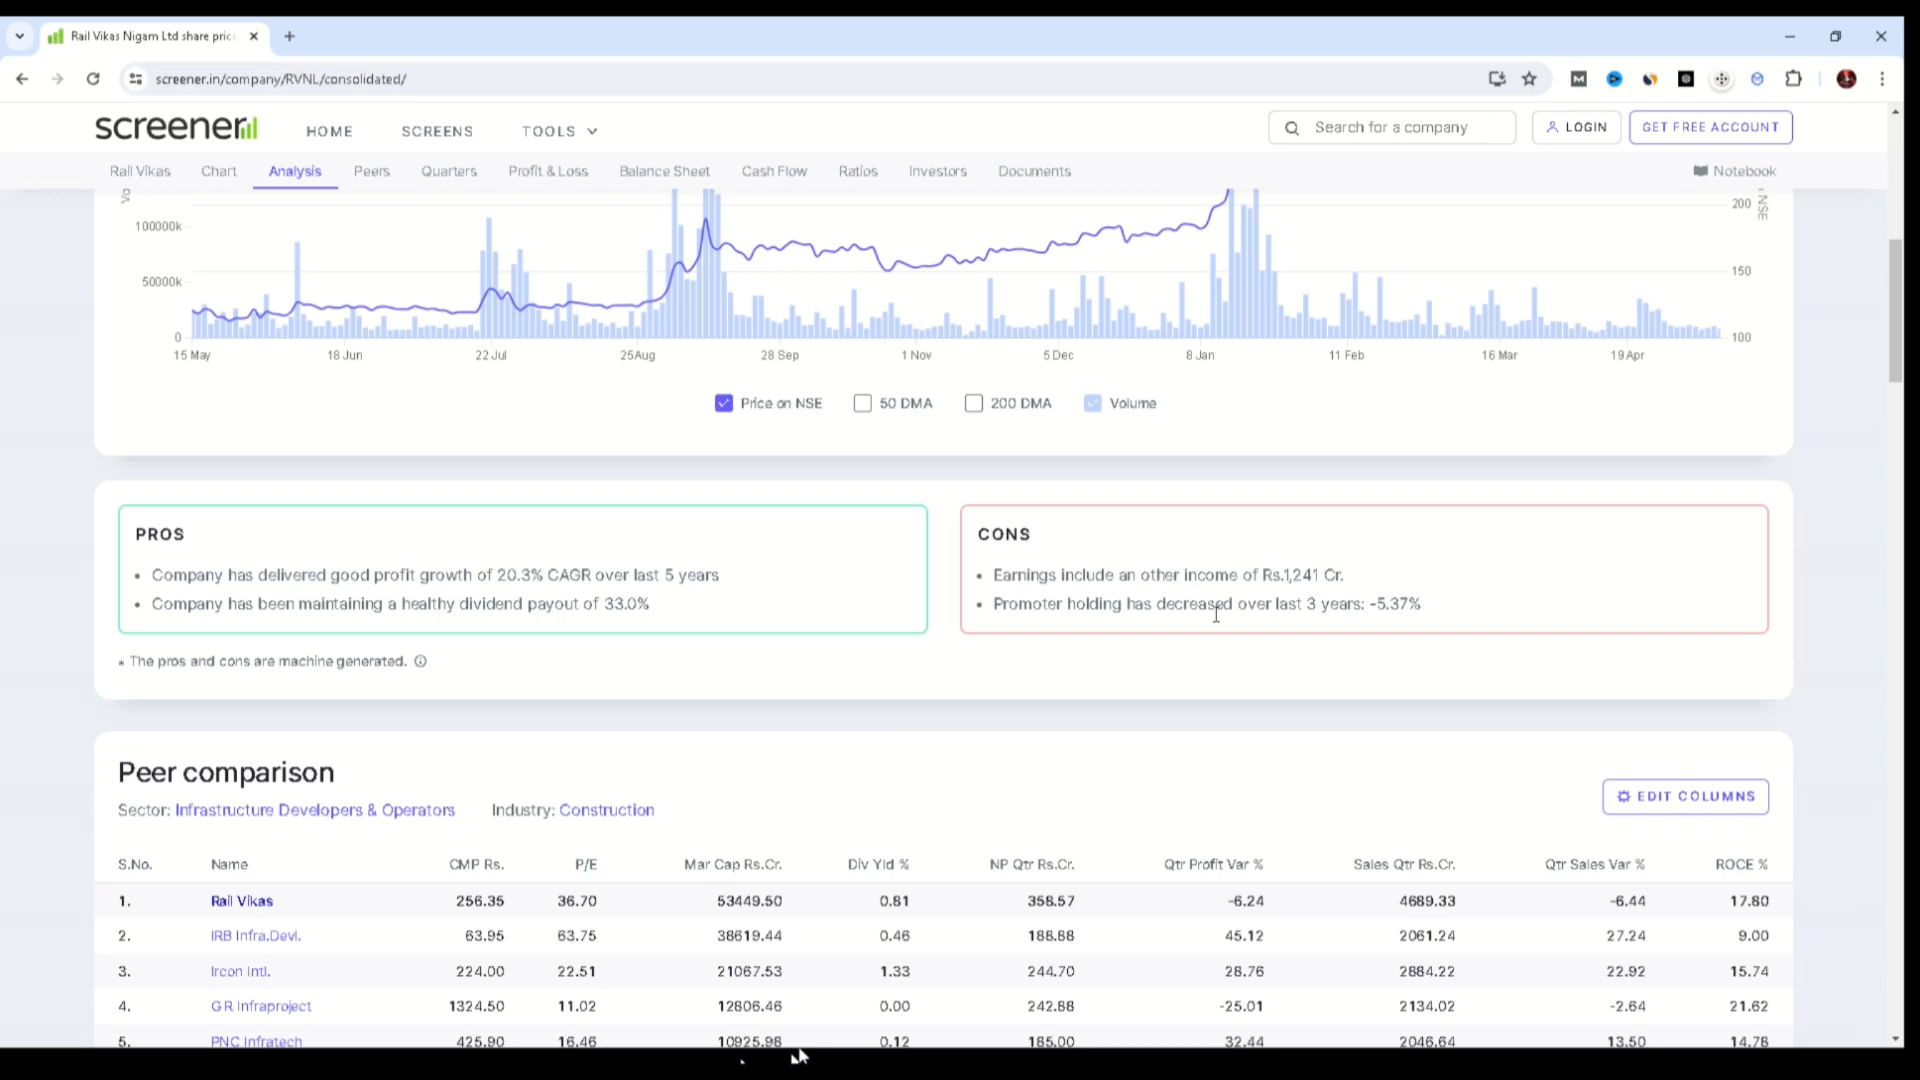 Rail Vikas Nigam Ltd share pric
screener.in/company/RVNL/consolidated/
screener
HOME
SCREENS
TOOLS
Search for a company
LOGIN
GET FREE ACCOUNT
Rail Vikas
Chart
Analysis
Peers
Quarters
Profit & Loss
Balance Sheet
Cash Flow
Ratios
Investors
Documents
Notebook
Vo
NSE
100000k
50000k
0
200
150
100
15 May 18 Jun 22 Jul 25 Aug 28 Sep 1 Nov 5 Dec 8 Jan 11 Feb 16 Mar 19 Apr
Price on NSE 50 DMA 200 DMA Volume
PROS
• Company has delivered good profit growth of 20.3% CAGR over last 5 years
• Company has been maintaining a healthy dividend payout of 33.0%
CONS
• Earnings include an other income of Rs.1,241 Cr.
• Promoter holding has decreased over last 3 years: -5.37%
* The pros and cons are machine generated.
Peer comparison
Sector: Infrastructure Developers & Operators Industry: Construction
EDIT COLUMNS
S.No. Name CMP Rs. P/E Mar Cap Rs.Cr. Div Yld % NP Qtr Rs.Cr. Qtr Profit Var % Sales Qtr Rs.Cr. Qtr Sales Var % ROCE %
1. Rail Vikas 256.35 36.70 53449.50 0.81 358.57 -6.24 4689.33 -6.44 17.80
2. IRB Infra.Devl. 63.95 63.75 38619.44 0.46 188.88 45.12 2061.24 27.24 9.00
3. Ircon Intl. 224.00 22.51 21067.53 1.33 244.70 28.76 2884.22 22.92 15.74
4. G R Infraproject 1324.50 11.02 12806.46 0.00 242.88 -25.01 2134.02 -2.64 21.62
5. PNC Infratech 425.90 16.46 10925.98 0.12 185.00 32.44 2046.64 13.50 14.78